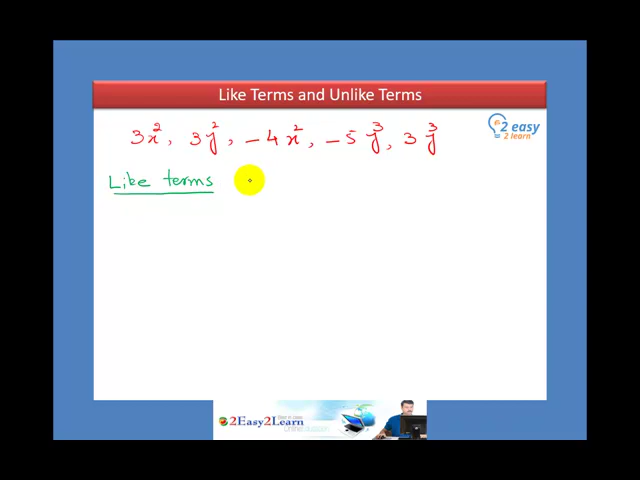 Like Terms and Unlike Terms
2 easy
2 learn
3x², 3y², -4x², -5y³, 3y³
Like terms
2Easy2Learn